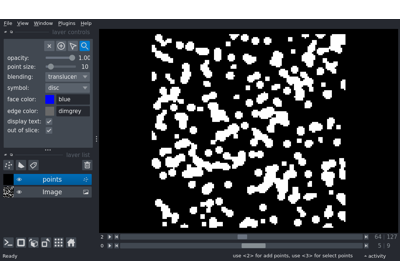 File View Window Plugins Help
layer controls
opacity: 1.00
point size: 10
blending: translucen
symbol: disc
face color: blue
edge color: dimgrey
display text:
out of slice:
layer list
points
Image
2 64 127
0 5 9
Ready use <2> for add points, use <3> for select points activity